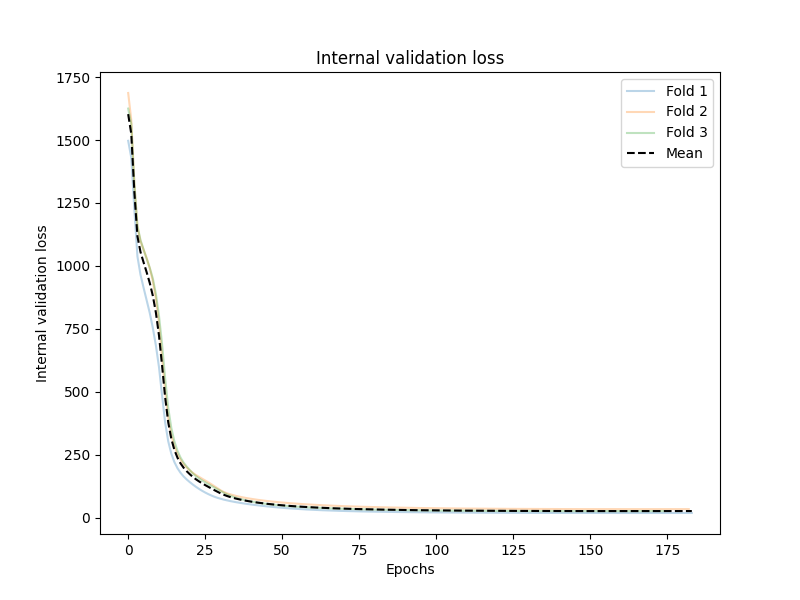 Internal validation loss
1750
1500
1250
1000
750
500
250
0
Internal validation loss
Fold 1
Fold 2
Fold 3
Mean
0 25 50 75 100 125 150 175
Epochs